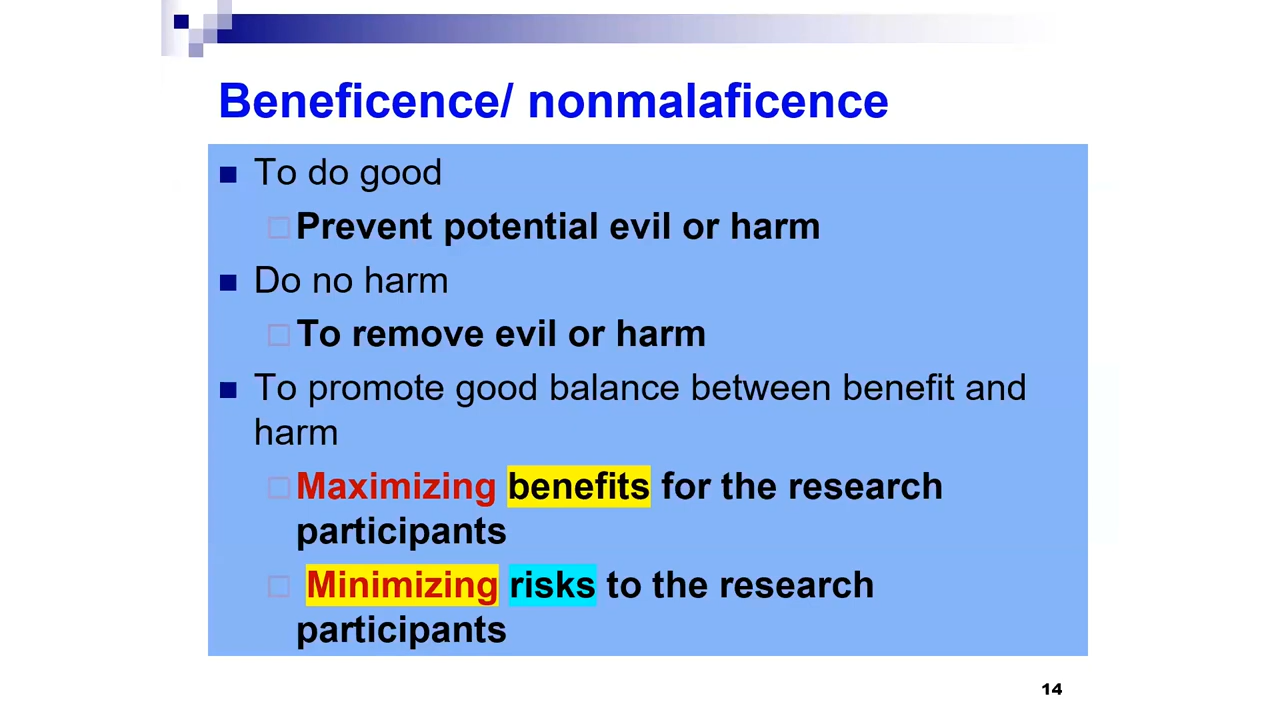 Beneficence/ nonmalaficence
To do good
Prevent potential evil or harm
Do no harm
To remove evil or harm
To promote good balance between benefit and
harm
Maximizing benefits for the research
participants
Minimizing risks to the research
participants
14